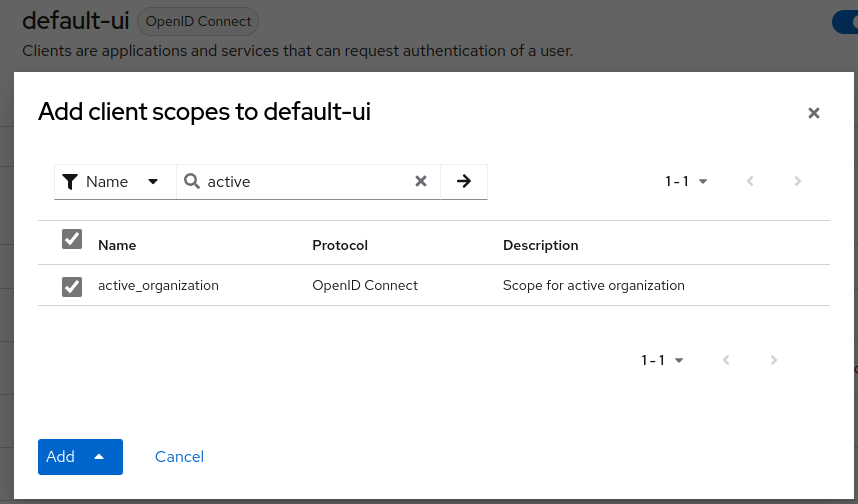 default-ui OpenID Connect
Clients are applications and services that can request authentication of a user.
Add client scopes to default-ui
Name active 1 - 1
Name Protocol Description
active_organization OpenID Connect Scope for active organization
1 - 1
Add Cancel